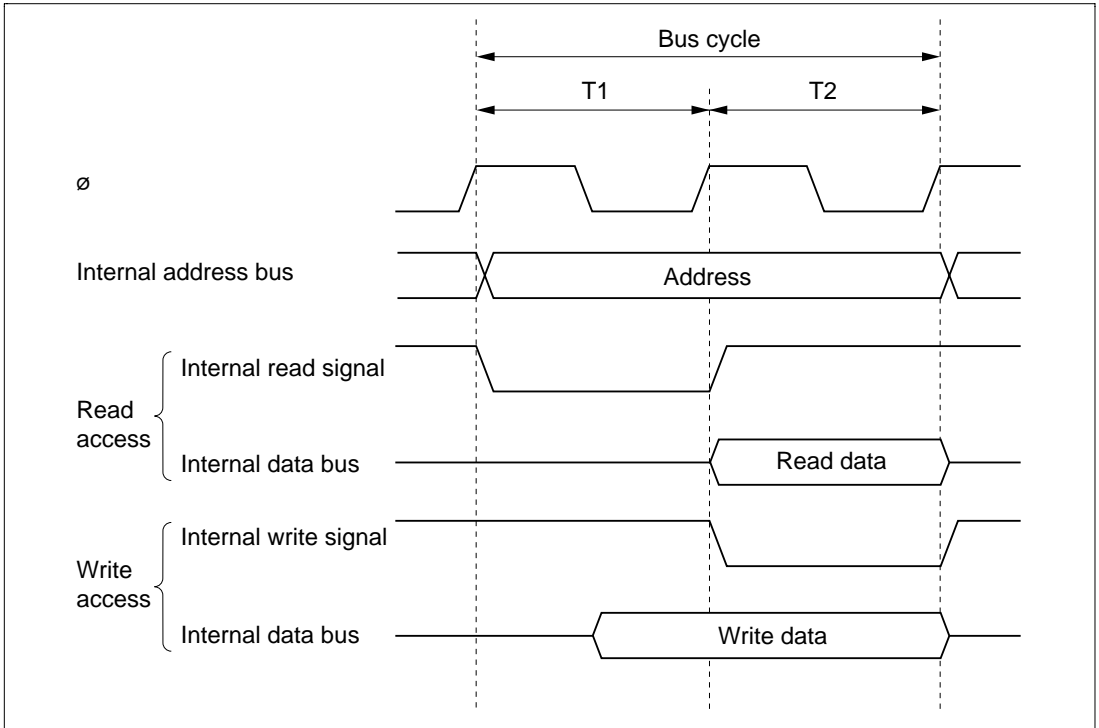 Bus cycle
T1
T2
ø
Internal address bus
Address
Read
access
Internal read signal
Internal data bus
Read data
Write
access
Internal write signal
Internal data bus
Write data